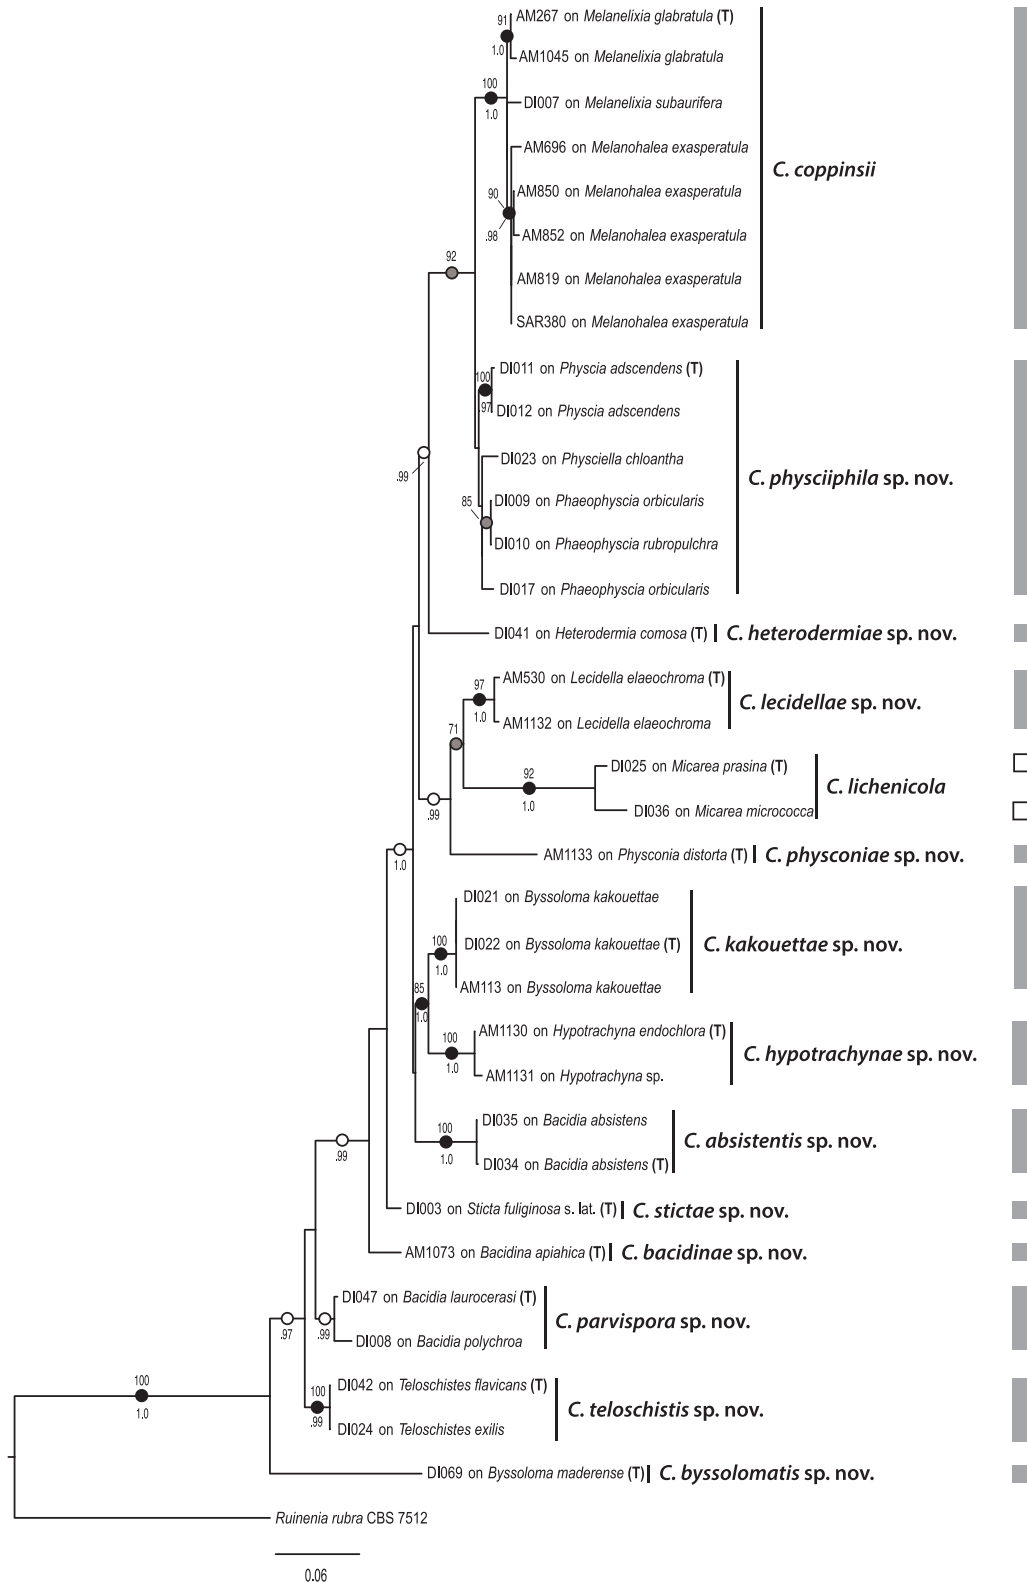 91
AM267 on Melanelixia glabratula (T)
1.0
AM1045 on Melanelixia glabratula
100
1.0
DI007 on Melanelixia subaurifera
AM696 on Melanohalea exasperatula
C. coppinsii
90
AM850 on Melanohalea exasperatula
.98
AM852 on Melanohalea exasperatula
92
AM819 on Melanohalea exasperatula
SAR380 on Melanohalea exasperatula
DI011 on Physcia adscendens (T)
100
.97
DI012 on Physcia adscendens
DI023 on Physciella chloantha
C. physciiphila sp. nov.
.99
85
DI009 on Phaeophyscia orbicularis
DI010 on Phaeophyscia rubropulchra
DI017 on Phaeophyscia orbicularis
DI041 on Heterodermia comosa (T)
C. heterodermiae sp. nov.
AM530 on Lecidella elaeochroma (T)
97
1.0
C. lecidellae sp. nov.
AM1132 on Lecidella elaeochroma
71
DI025 on Micarea prasina (T)
92
1.0
C. lichenicola
DI036 on Micarea micrococca
.99
AM1133 on Physconia distorta (T)
C. physconiae sp. nov.
1.0
DI021 on Byssoloma kakouettae
100
1.0
DI022 on Byssoloma kakouettae (T)
C. kakouettae sp. nov.
AM113 on Byssoloma kakouettae
85
1.0
AM1130 on Hypotrachyna endochlora (T)
100
1.0
C. hypotrachynae sp. nov.
AM1131 on Hypotrachyna sp.
DI035 on Bacidia absistens
100
1.0
C. absistentis sp. nov.
DI034 on Bacidia absistens (T)
.99
DI003 on Sticta fuliginosa s. lat. (T)
C. stictae sp. nov.
AM1073 on Bacidina apiahica (T)
C. bacidinae sp. nov.
DI047 on Bacidia laurocerasi (T)
.97
.99
C. parvispora sp. nov.
DI008 on Bacidia polychroa
100
1.0
DI042 on Teloschistes flavicans (T)
100
.99
C. teloschistis sp. nov.
DI024 on Teloschistes exilis
DI069 on Byssoloma maderense (T)
C. byssolomatis sp. nov.
Ruinenia rubra CBS 7512
0.06